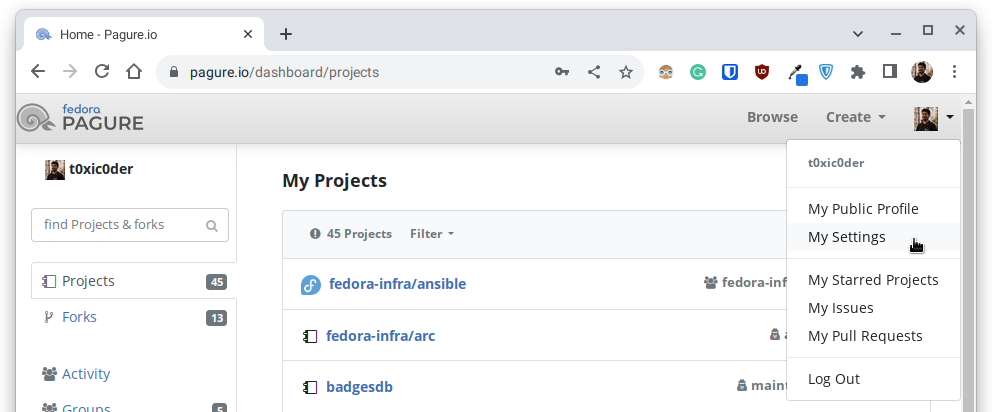 Home - Pagure.io
pagure.io/dashboard/projects
fedora
PAGURE
Browse
Create
t0xic0der
t0xic0der
My Public Profile
My Settings
My Starred Projects
My Issues
My Pull Requests
Log Out
find Projects & forks
Projects 45
Forks 13
Activity
Groups 5
My Projects
45 Projects Filter
fedora-infra/ansible fedora-inf
fedora-infra/arc a
badgesdb maint